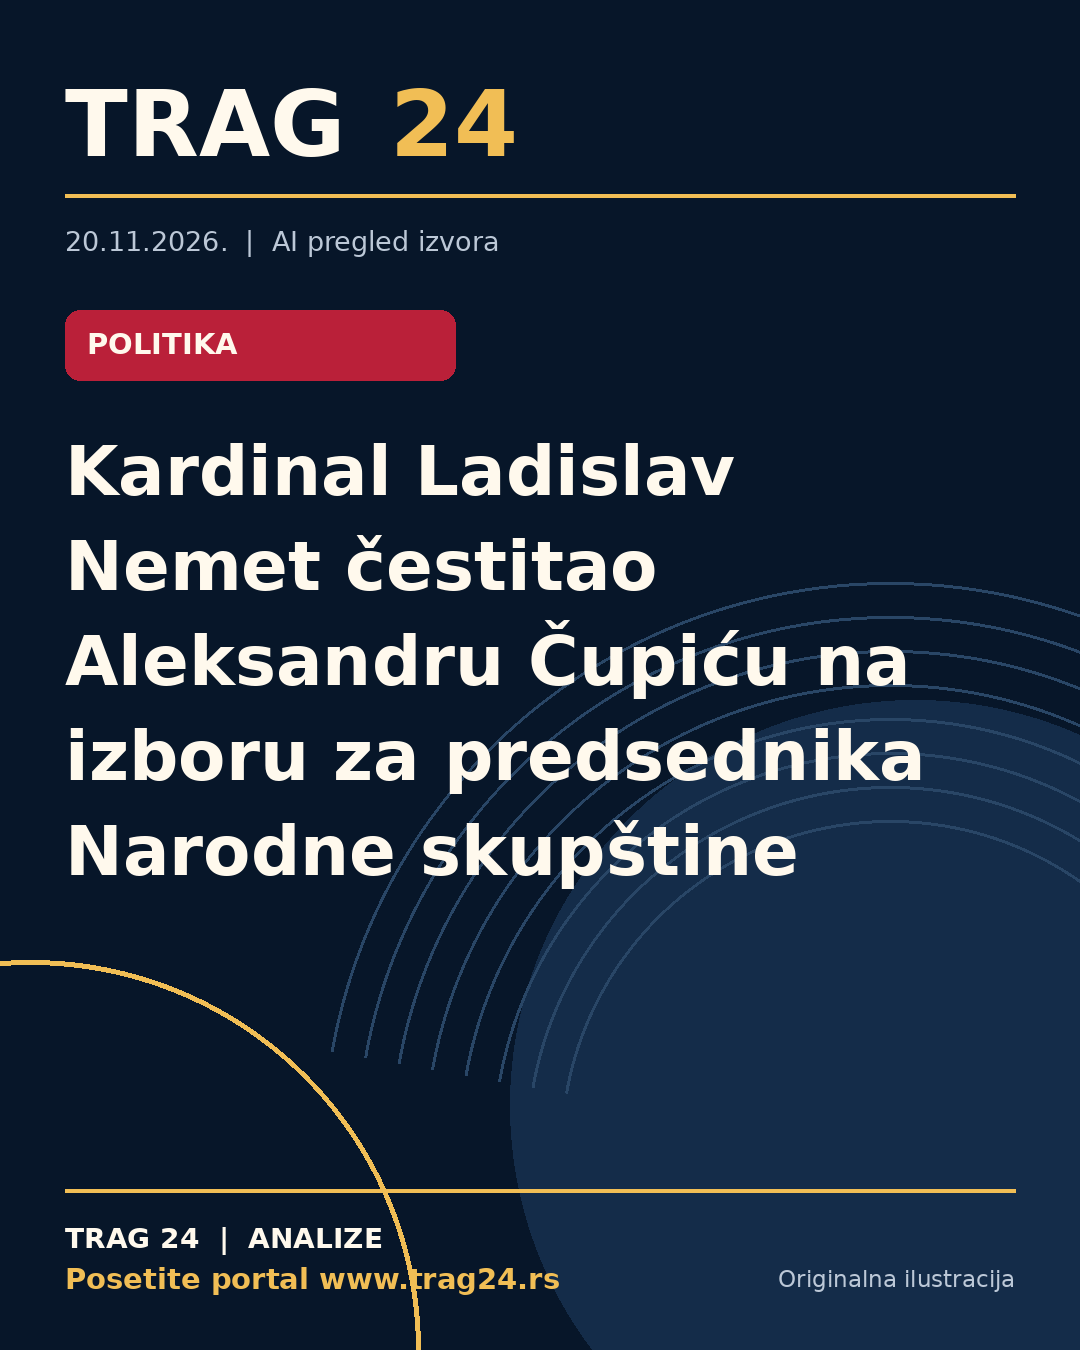 TRAG 24
20.11.2026. | AI pregled izvora
POLITIKA
Kardinal Ladislav
Nemet čestitao
Aleksandru Čupiću na
izboru za predsednika
Narodne skupštine
TRAG 24 | ANALIZE
Posetite portal www.trag24.rs
Originalna ilustracija